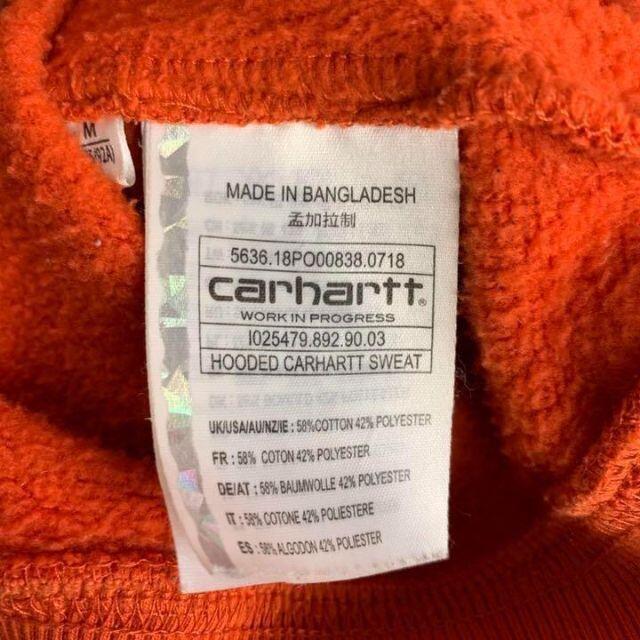 M
/92A)
MADE IN BANGLADESH
孟加拉制
5636.18PO00838.0718
carhartt®
WORK IN PROGRESS
I025479.892.90.03
HOODED CARHARTT SWEAT
UK/USA/AU/NZ/IE : 58%COTTON 42% POLYESTER
FR : 58% COTON 42% POLYESTER
DE/AT : 58% BAUMWOLLE 42% POLYESTER
IT : 58% COTONE 42% POLIESTERE
ES : 58% ALGODON 42% POLIESTER